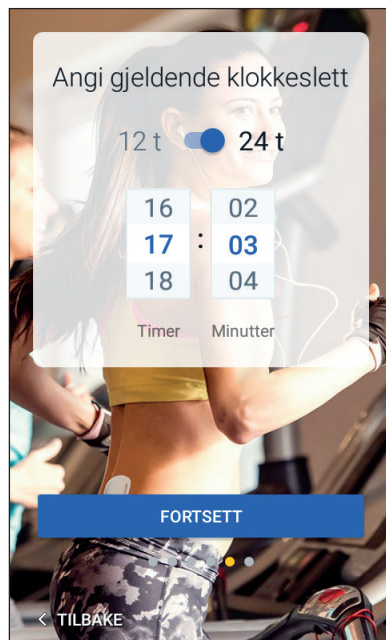 Angi gjeldende klokkeslett
12 t 24 t
16 02
17 : 03
18 04
Timer Minutter
FORTSETT
< TILBAKE